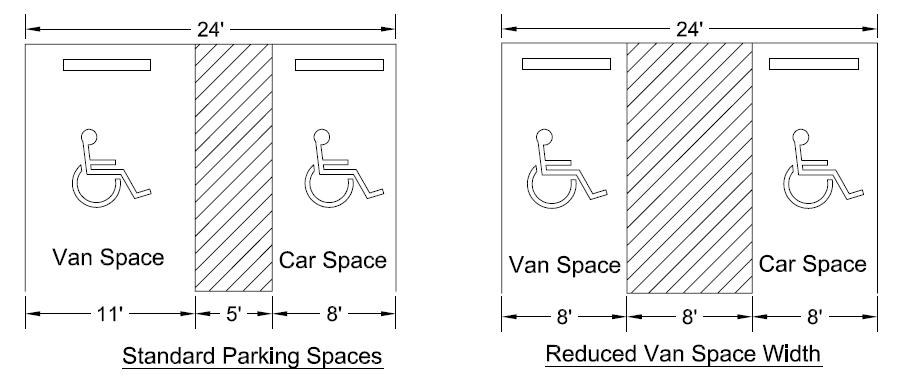 24'
Van Space
Car Space
11'
5'
8'
Standard Parking Spaces
24'
Van Space
Car Space
8'
8'
8'
Reduced Van Space Width